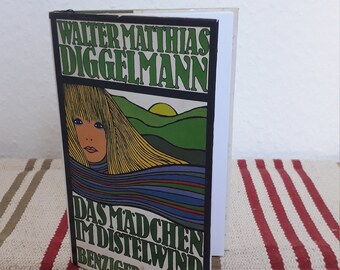 WALTER MATTHIAS
DIGGELMANN
DAS MÄDCHEN
IM DISTELWIND
BENZIGER